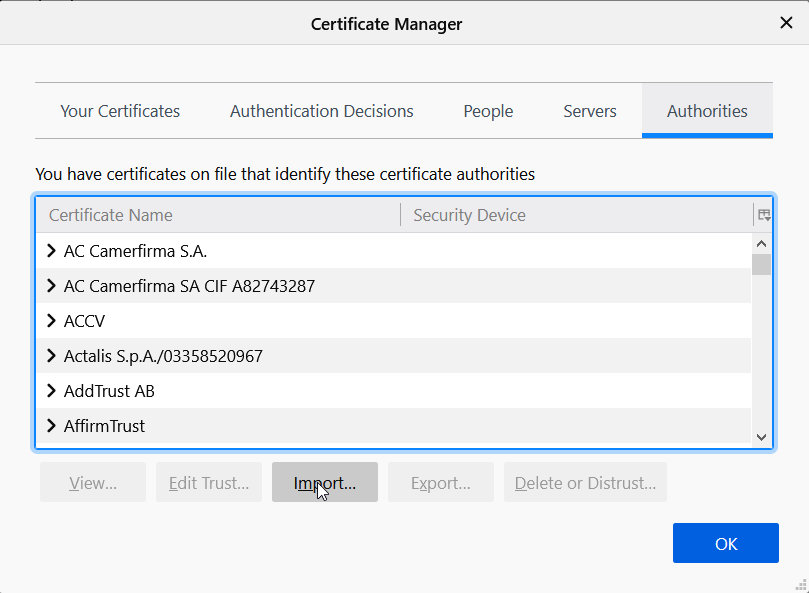 Certificate Manager
Your Certificates Authentication Decisions People Servers Authorities
You have certificates on file that identify these certificate authorities
Certificate Name Security Device
AC Camerfirma S.A.
AC Camerfirma SA CIF A82743287
ACCV
Actalis S.p.A./03358520967
AddTrust AB
AffirmTrust
View... Edit Trust... Import... Export... Delete or Distrust...
OK